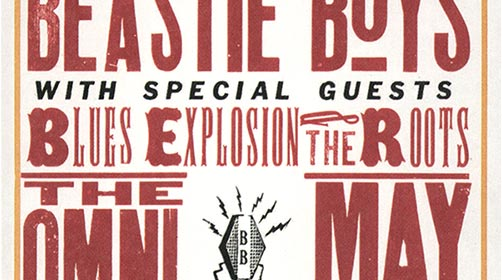 BEASTIE BOYS
WITH SPECIAL GUESTS
BLUES EXPLOSION & THE ROOTS
THE
OMNI
MAY
BB